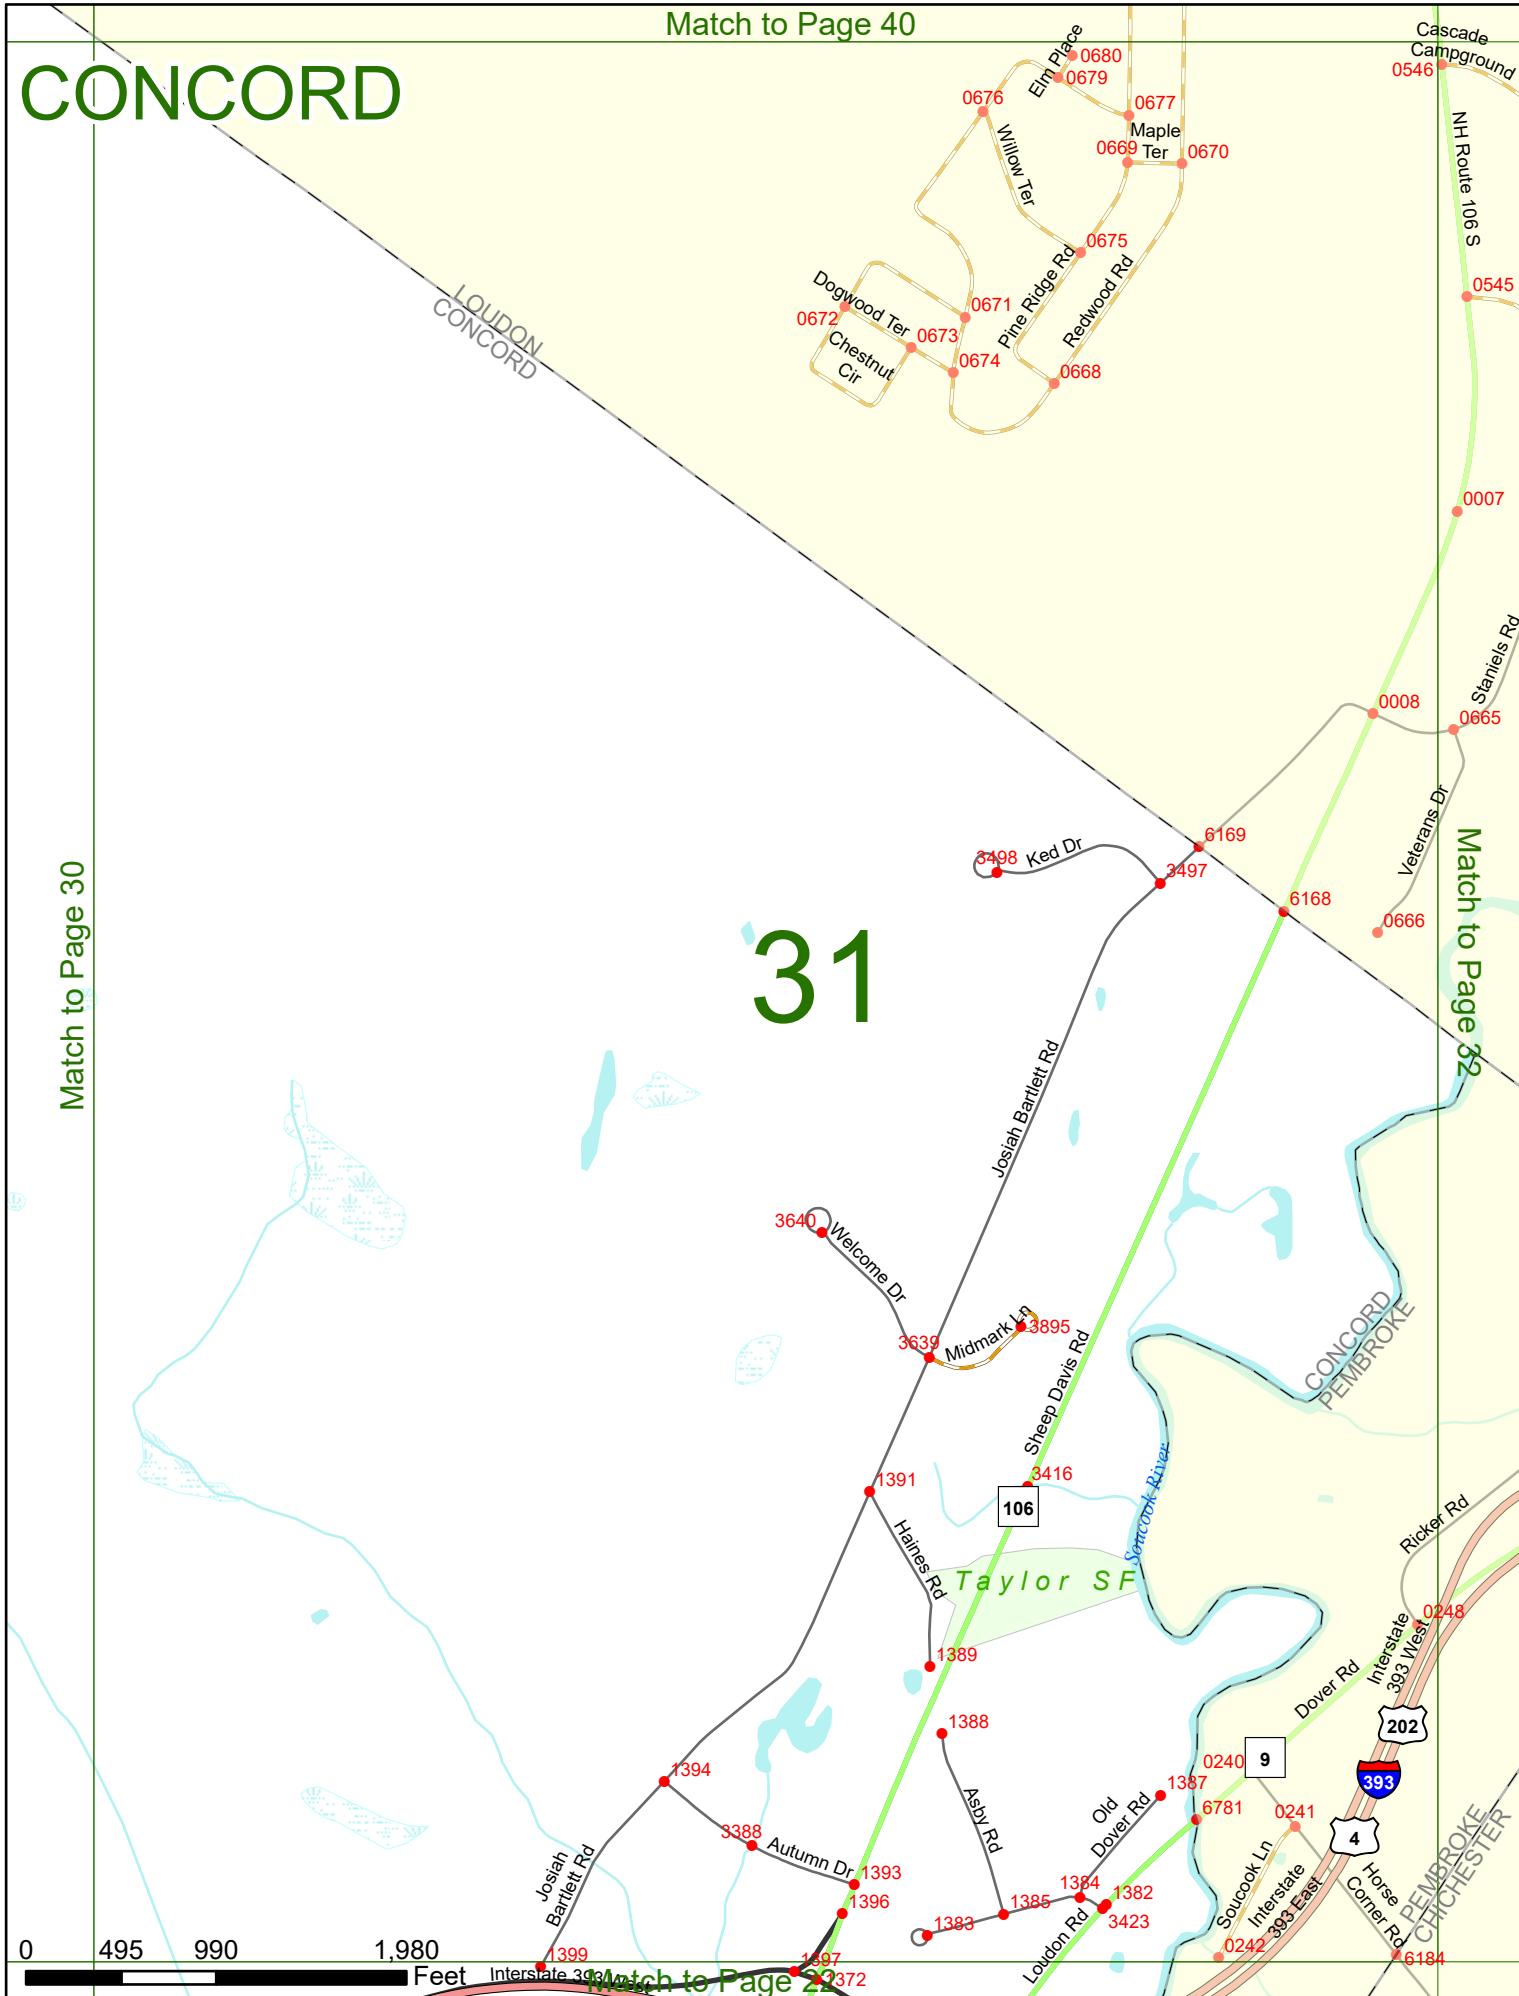 Match to Page 40
CONCORD
Cascade
Campground
0546
Elm Place
0680
0679
0676
0677
Maple
Ter
0669
0670
Willow Ter
NH Route 106 S
0675
Pine Ridge Rd
Redwood Rd
0545
Dogwood Ter
0672
0671
0673
Chestnut
Cir
0674
0668
LOUDON
CONCORD
0007
Staniels Rd
0008
0665
Veterans Dr
6169
Ked Dr
3498
3497
6168
0666
Match to Page 30
Match to Page 32
31
Josiah Bartlett Rd
3640
Welcome Dr
3639
Midmark Ln
3895
Sheep Davis Rd
CONCORD
PEMBROKE
1391
3416
106
Soucook River
Haines Rd
Taylor SF
Ricker Rd
0248
Interstate
393 West
1389
Dover Rd
202
1388
0240
9
393
1394
1387
Old
Dover Rd
6781
0241
4
Asby Rd
3388
Autumn Dr
1393
Josiah
Bartlett Rd
1384
1382
1396
1385
3423
1383
Loudon Rd
Soucook Ln
Interstate
393 East
Horse
Corner Rd
PEMBROKE
CHICHESTER
0242
6184
0 495 990 1,980
Feet
1399
Interstate 393 West
1397
1372
Match to Page 22